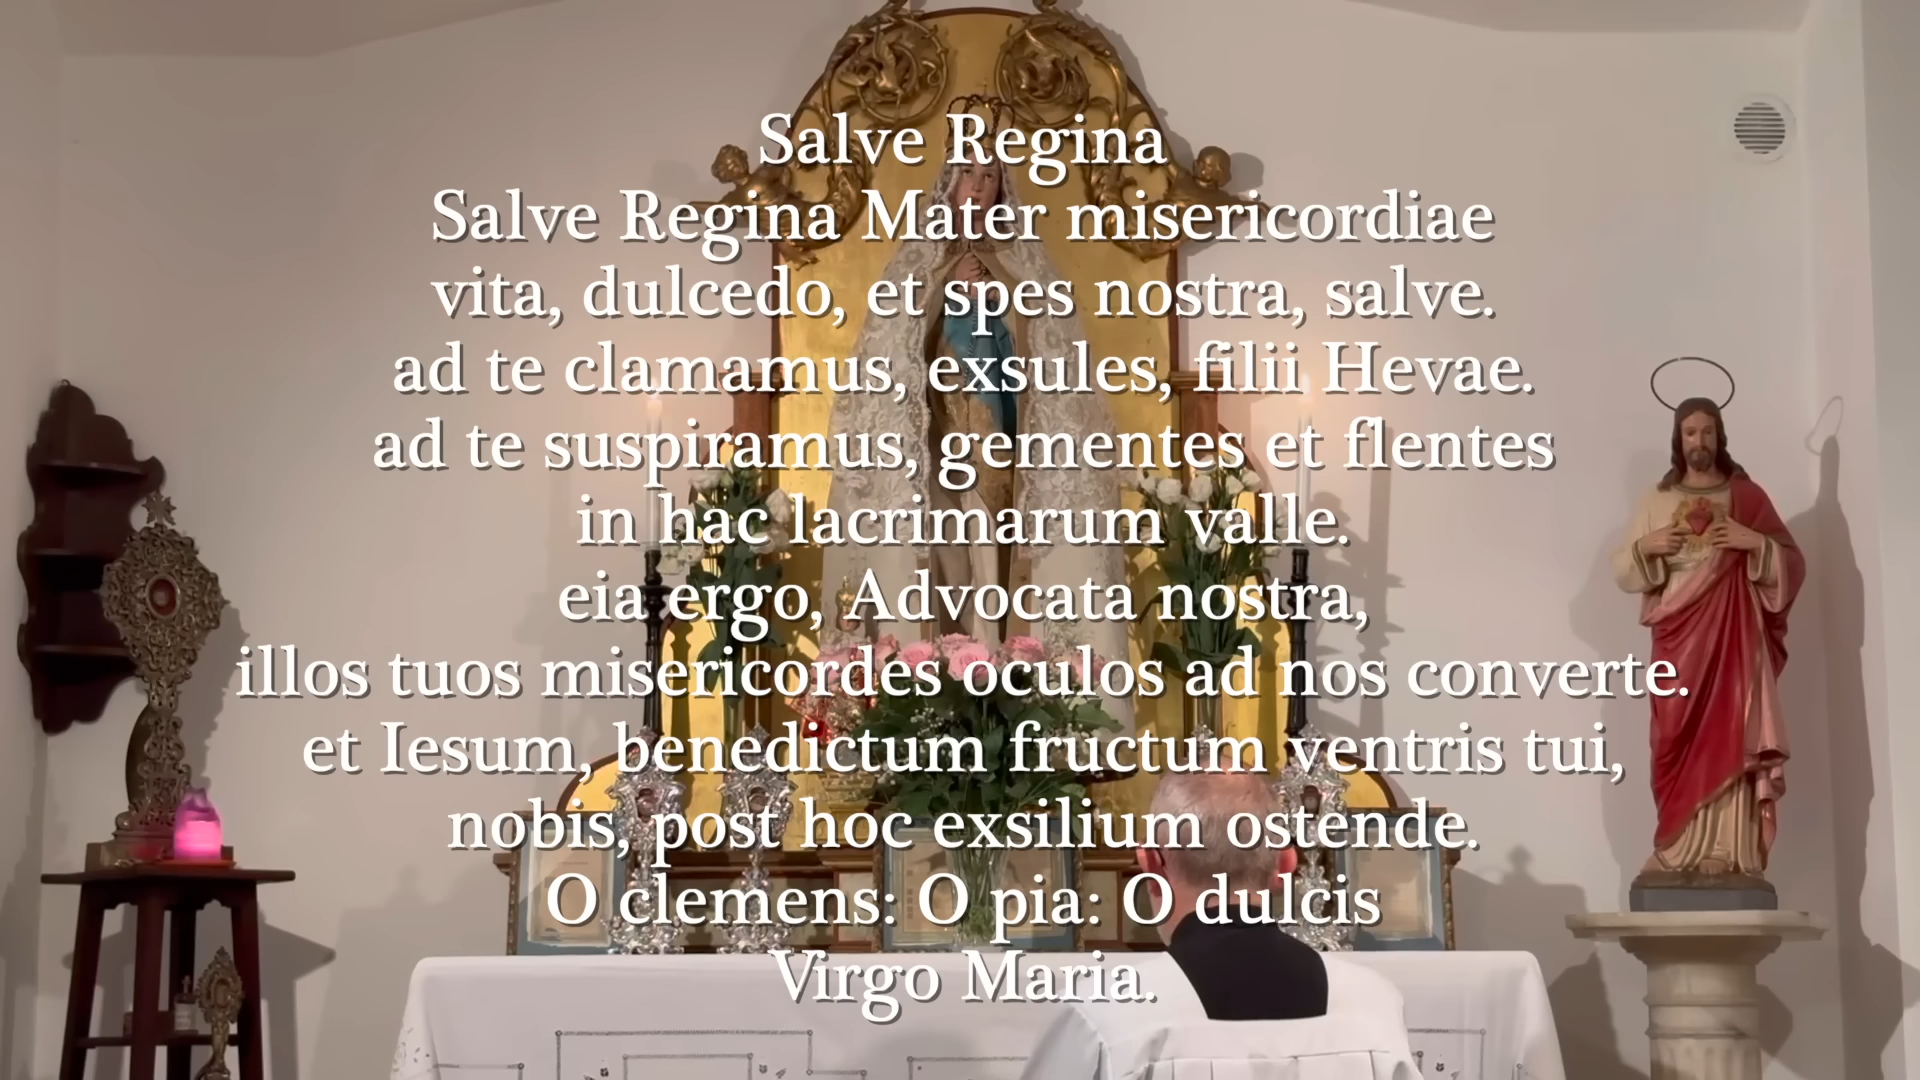 Salve Regina
Salve Regina Mater misericordiae
vita, dulcedo, et spes nostra, salve.
ad te clamamus, exsules, filii Hevae.
ad te suspiramus, gementes et flentes
in hac lacrimarum valle.
eia ergo, Advocata nostra,
illos tuos misericordes oculos ad nos converte.
et Iesum, benedictum fructum ventris tui,
nobis, post hoc exsilium ostende.
O clemens: O pia: O dulcis
Virgo Maria.